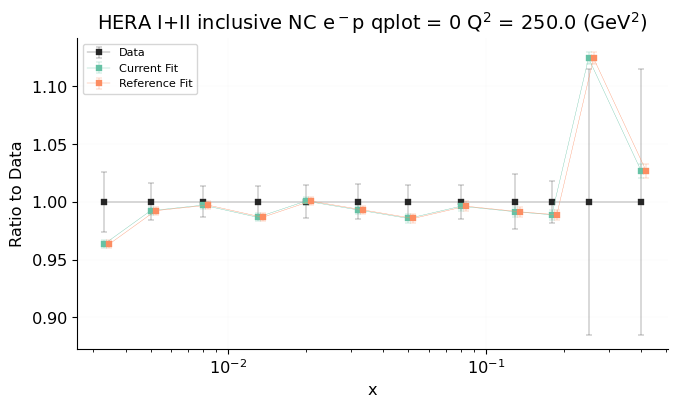 HERA I+II inclusive NC e⁻p qplot = 0 Q² = 250.0 (GeV²)
Data
Current Fit
Reference Fit
Ratio to Data
1.10
1.05
1.00
0.95
0.90
10⁻²
10⁻¹
x